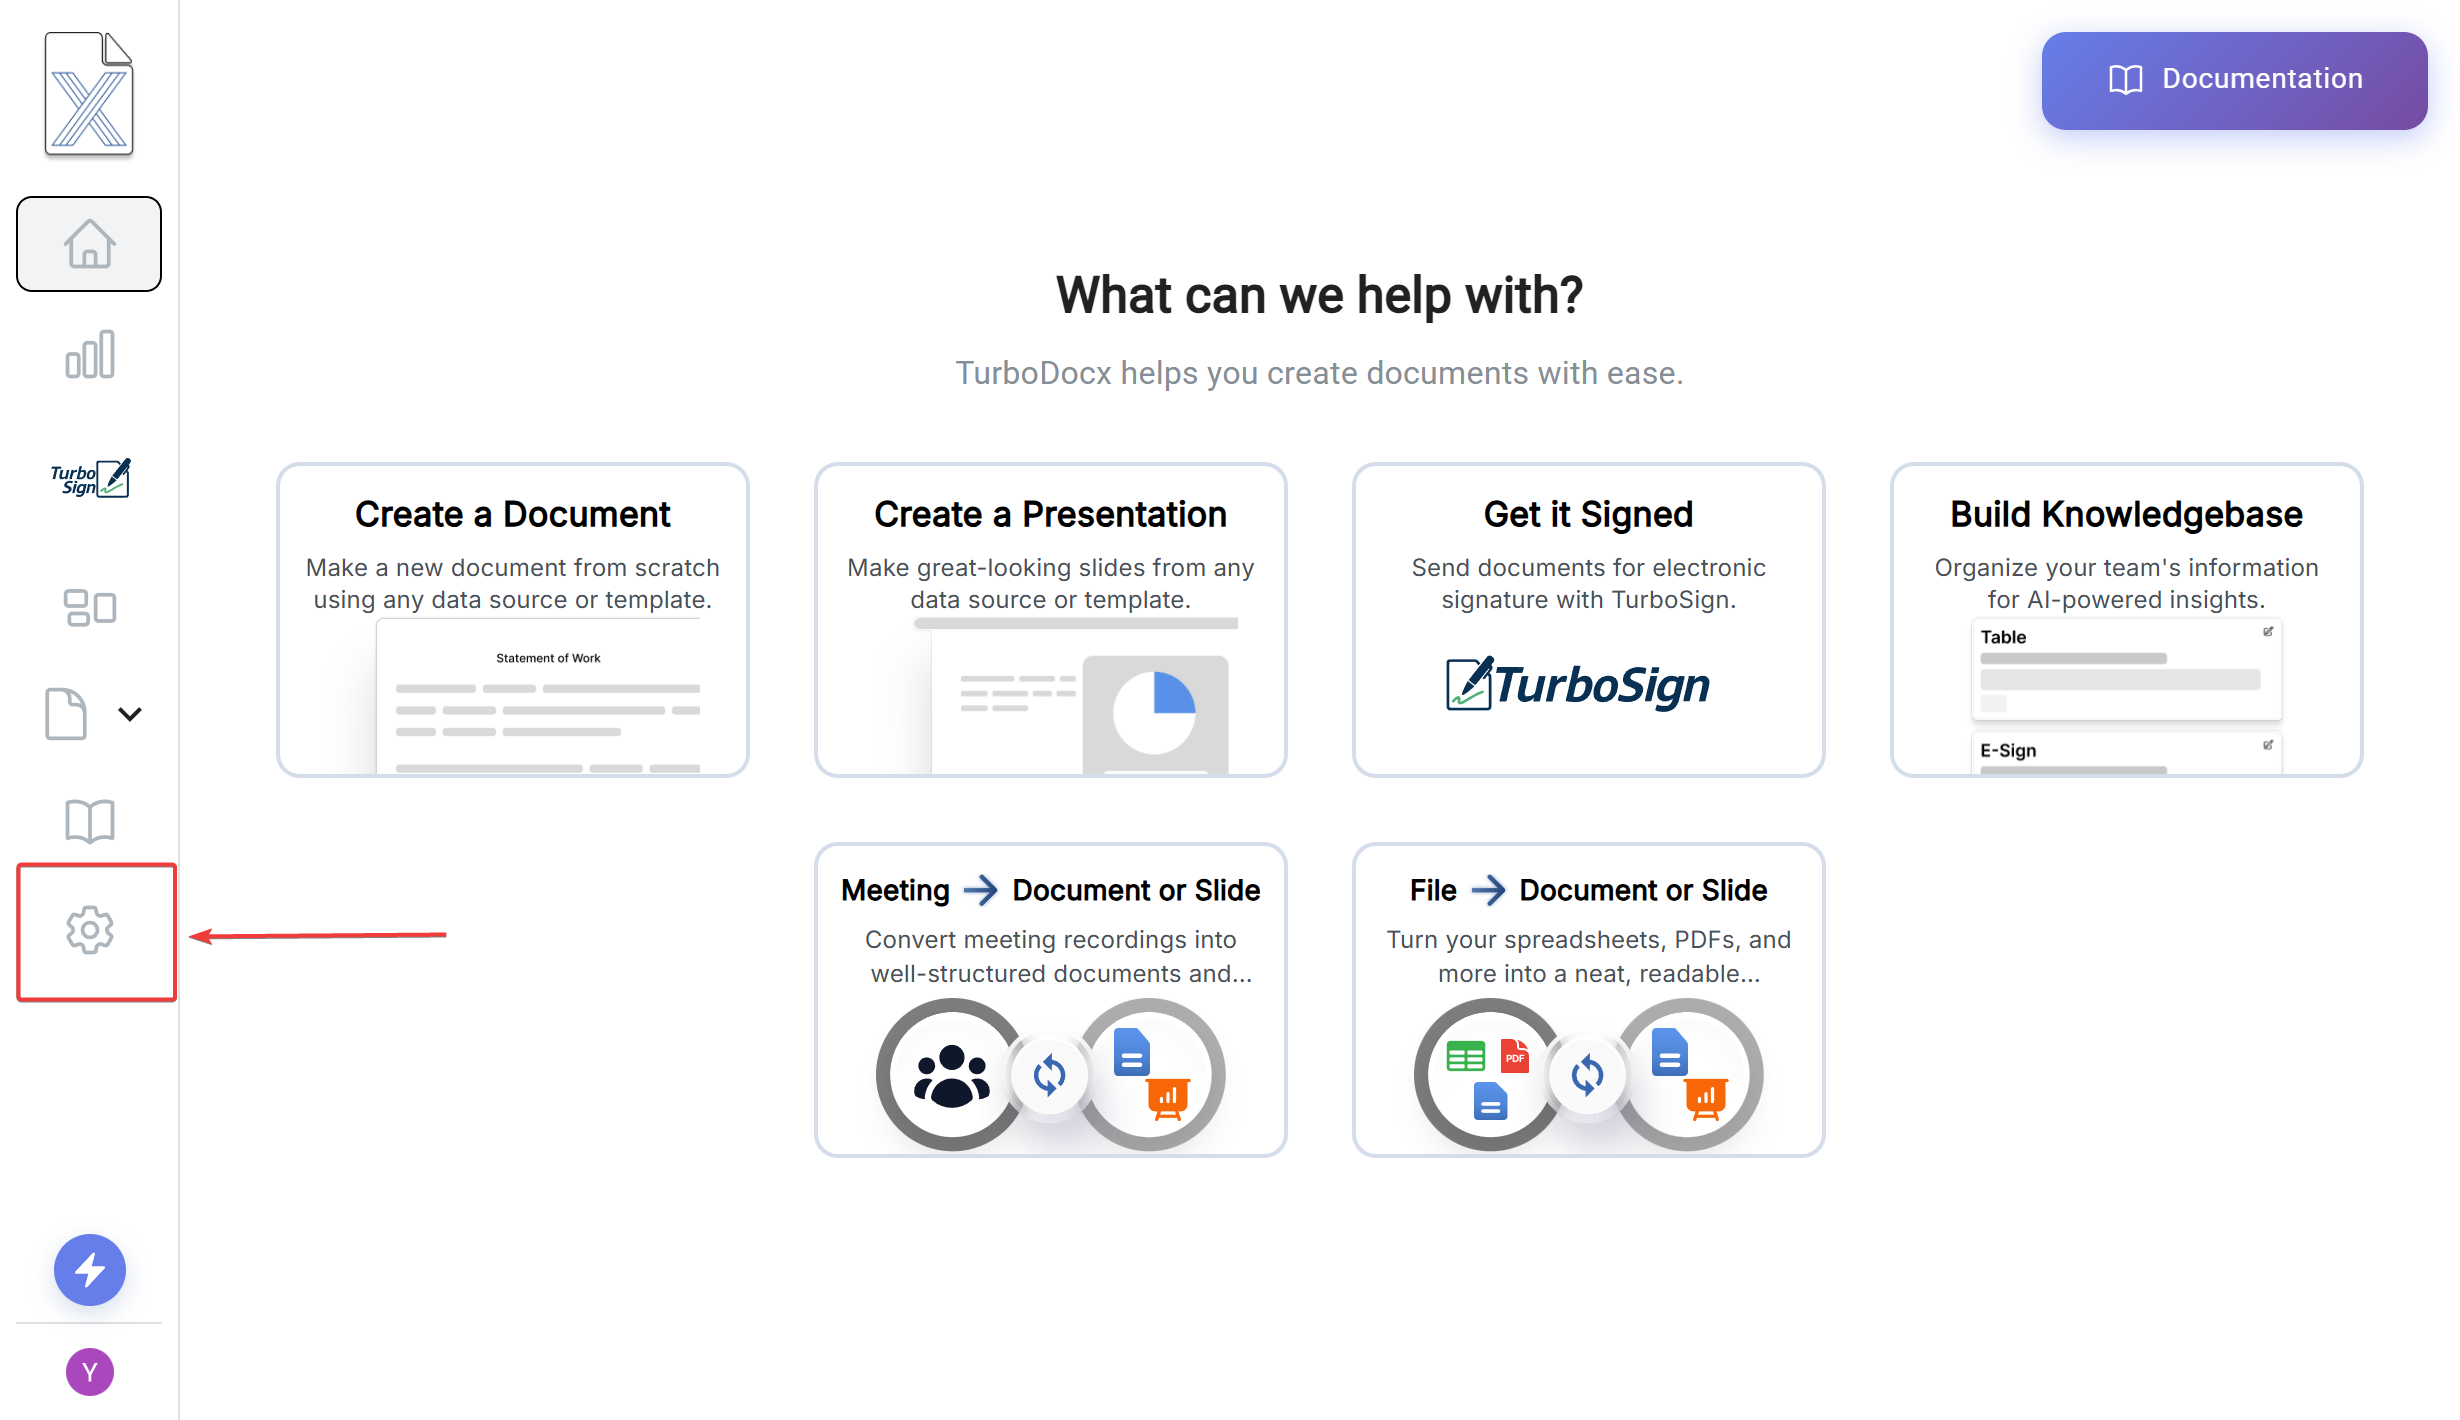 Documentation
What can we help with?
TurboDocx helps you create documents with ease.
Turbo
Sign
Create a Document
Make a new document from scratch
using any data source or template.
Statement of Work
Create a Presentation
Make great-looking slides from any
data source or template.
Get it Signed
Send documents for electronic
signature with TurboSign.
TurboSign
Build Knowledgebase
Organize your team's information
for AI-powered insights.
Table
E-Sign
Meeting → Document or Slide
Convert meeting recordings into
well-structured documents and...
File → Document or Slide
Turn your spreadsheets, PDFs, and
more into a neat, readable...
PDF
Y